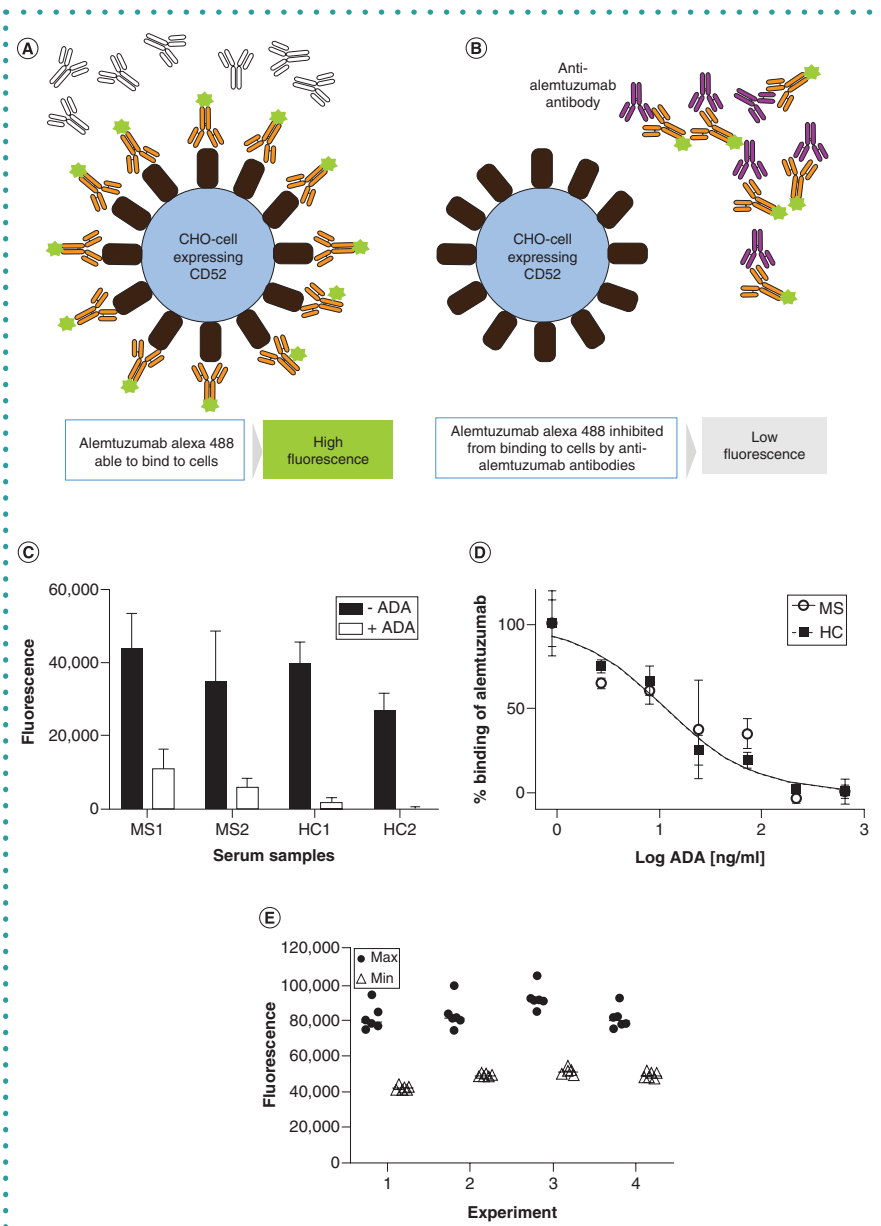 A
B
Anti-
alemtuzumab
antibody
CHO-cell
expressing
CD52
CHO-cell
expressing
CD52
Alemtuzumab alexa 488
able to bind to cells
High
fluorescence
Alemtuzumab alexa 488 inhibited
from binding to cells by anti-
alemtuzumab antibodies
Low
fluorescence
C
60,000
40,000
20,000
0
Fluorescence
- ADA
+ ADA
MS1 MS2 HC1 HC2
Serum samples
D
100
50
0
% binding of alemtuzumab
MS
HC
0 1 2 3
Log ADA [ng/ml]
E
120,000
100,000
80,000
60,000
40,000
20,000
0
Fluorescence
Max
Min
1 2 3 4
Experiment